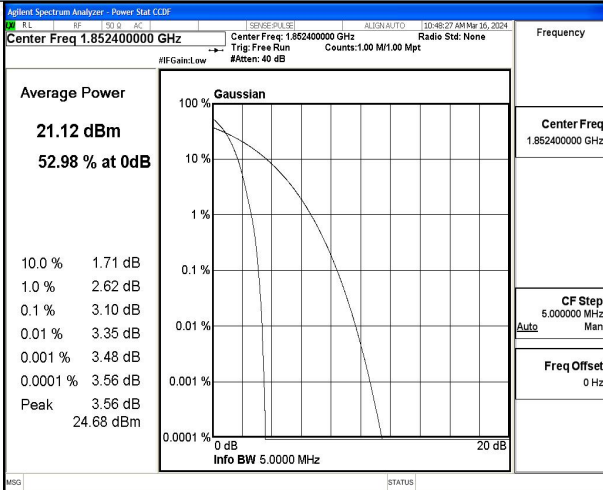 Agilent Spectrum Analyzer - Power Stat CCDF
RL RF 50 Ω AC SENSE:PULSE ALIGN AUTO 10:48:27 AM Mar 16, 2024
Center Freq 1.852400000 GHz
Center Freq: 1.852400000 GHz Radio Std: None
Trig: Free Run Counts:1.00 M/1.00 Mpt
#IFGain:Low #Atten: 40 dB
Frequency
Average Power
21.12 dBm
52.98 % at 0dB
10.0 % 1.71 dB
1.0 % 2.62 dB
0.1 % 3.10 dB
0.01 % 3.35 dB
0.001 % 3.48 dB
0.0001 % 3.56 dB
Peak 3.56 dB
24.68 dBm
Gaussian
100 %
10 %
1 %
0.1 %
0.01 %
0.001 %
0.0001 %
0 dB 20 dB
Info BW 5.0000 MHz
Center Freq
1.852400000 GHz
CF Step
5.000000 MHz
Auto Man
Freq Offset
0 Hz
MSG STATUS